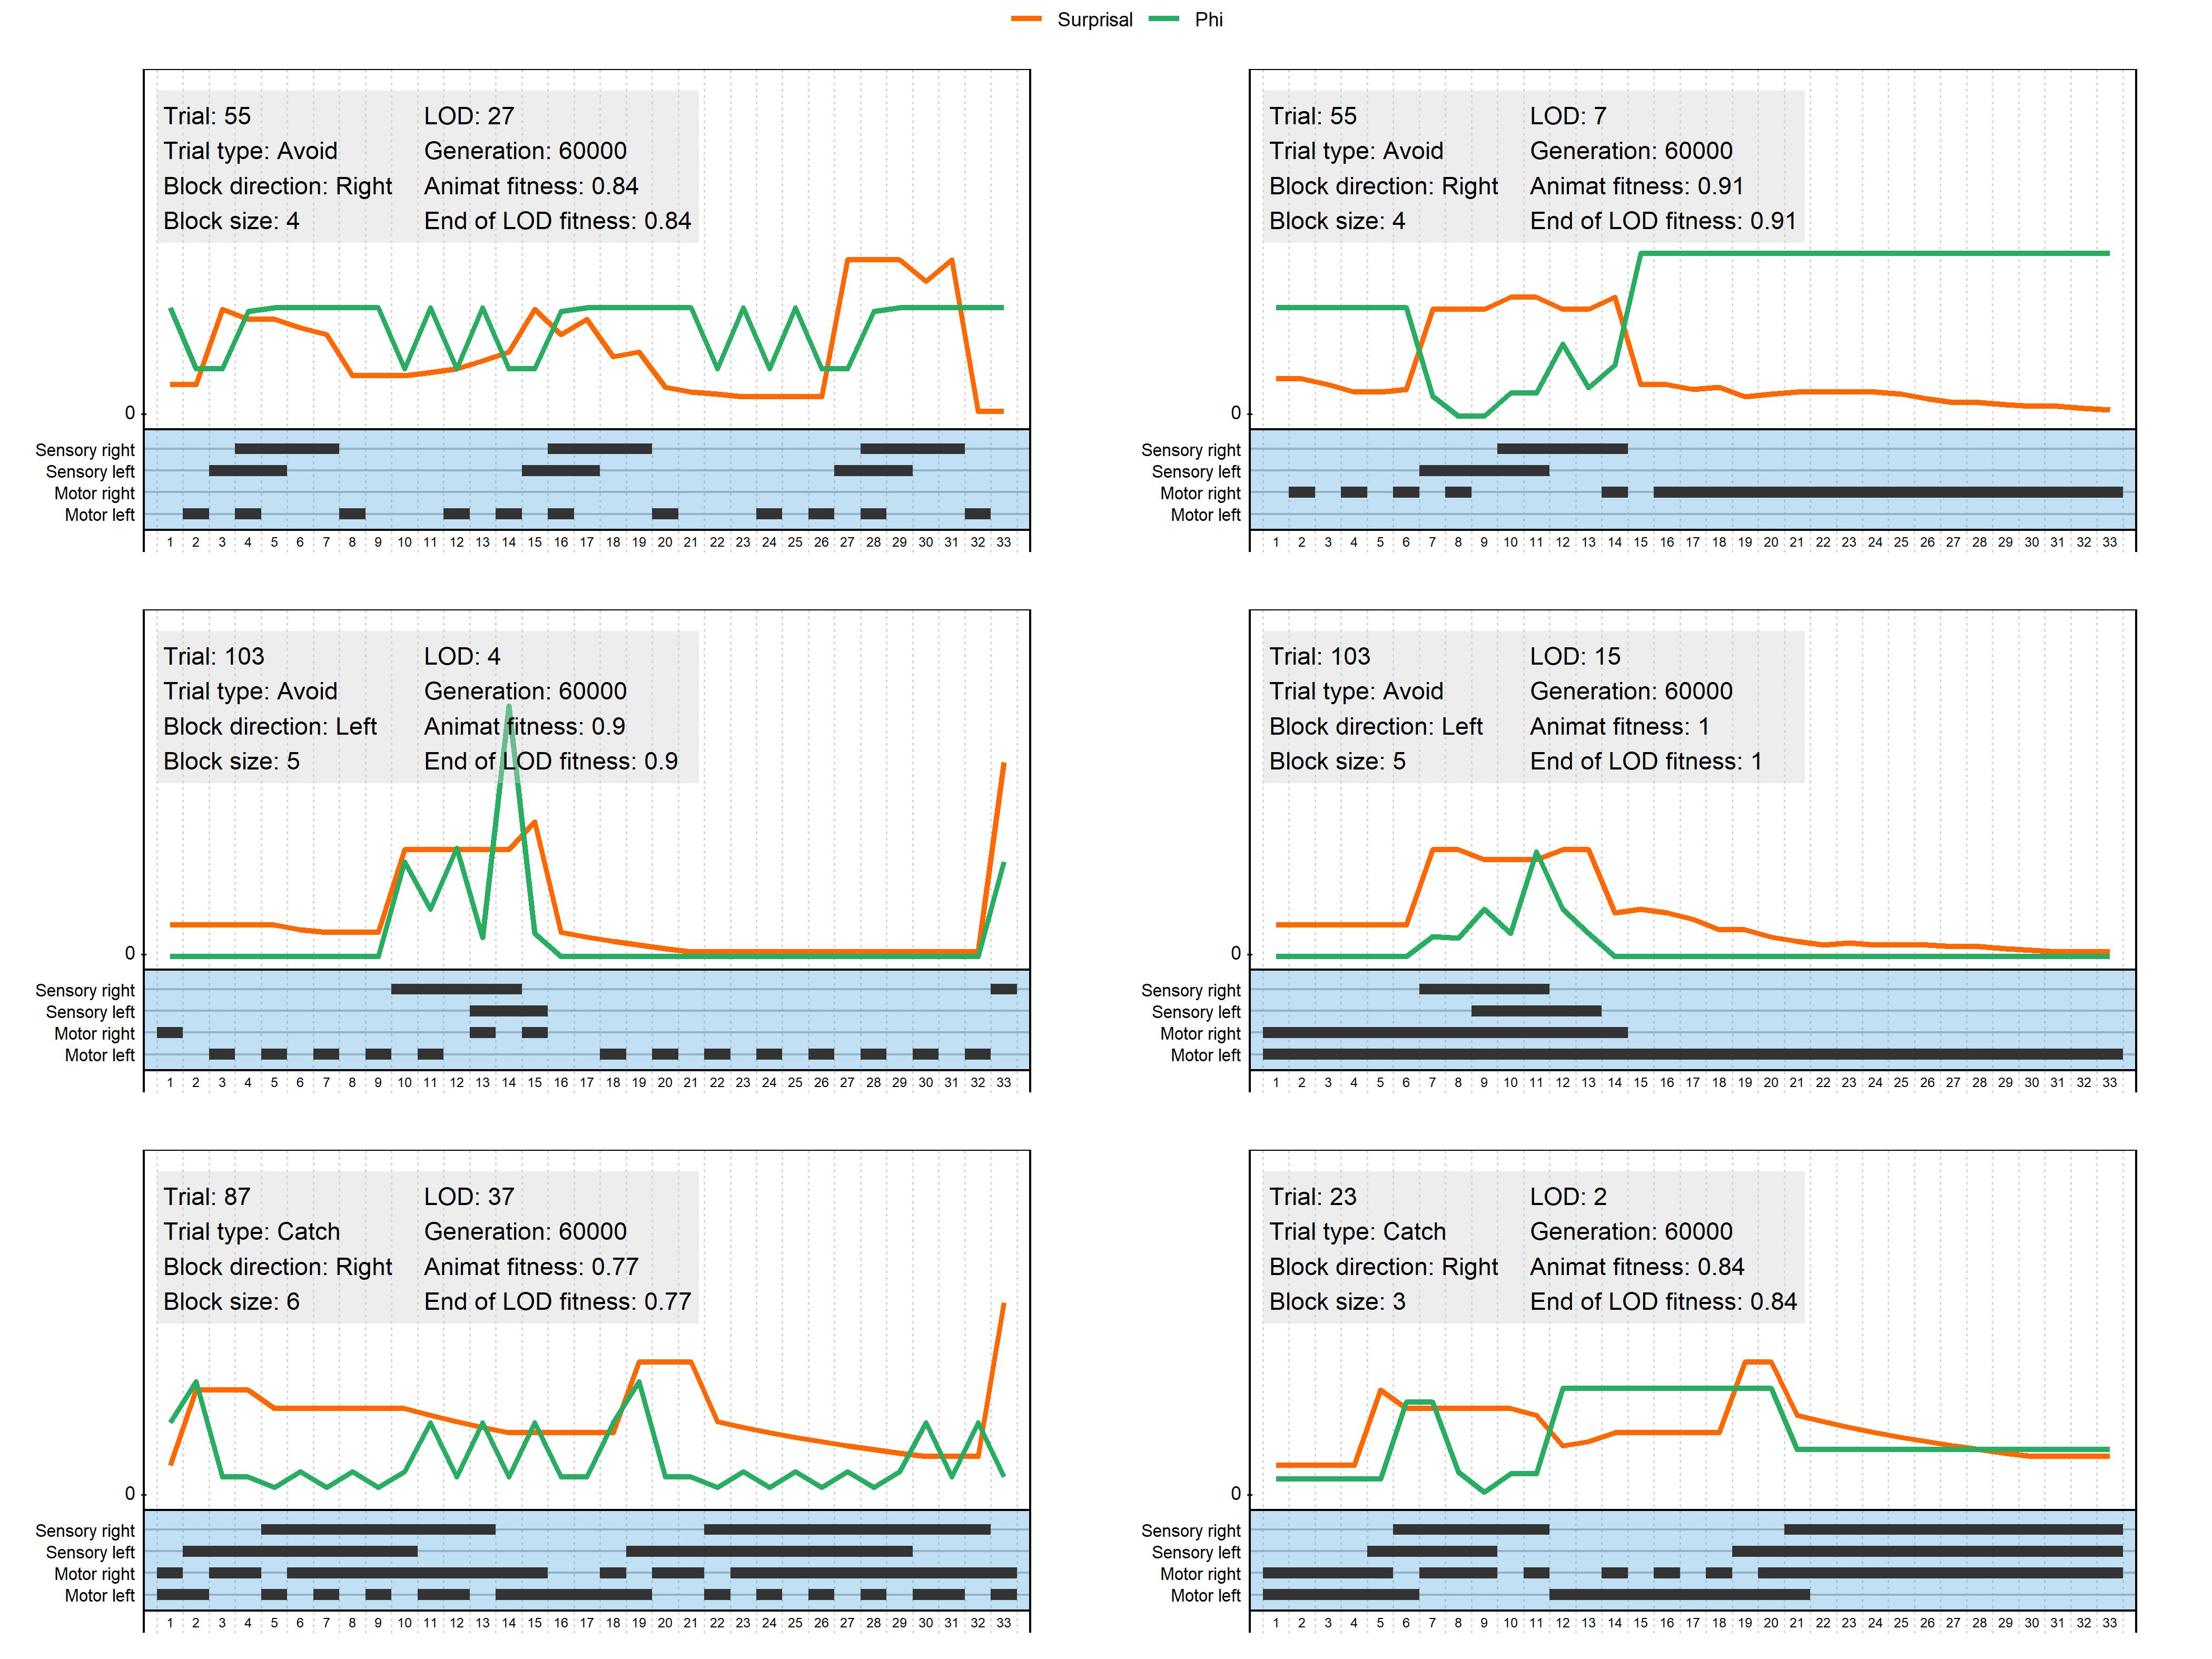 Surprisal Phi
Trial: 55 LOD: 27
Trial type: Avoid Generation: 60000
Block direction: Right Animat fitness: 0.84
Block size: 4 End of LOD fitness: 0.84
0
Sensory right
Sensory left
Motor right
Motor left
1 2 3 4 5 6 7 8 9 10 11 12 13 14 15 16 17 18 19 20 21 22 23 24 25 26 27 28 29 30 31 32 33
Trial: 55 LOD: 7
Trial type: Avoid Generation: 60000
Block direction: Right Animat fitness: 0.91
Block size: 4 End of LOD fitness: 0.91
0
Sensory right
Sensory left
Motor right
Motor left
1 2 3 4 5 6 7 8 9 10 11 12 13 14 15 16 17 18 19 20 21 22 23 24 25 26 27 28 29 30 31 32 33
Trial: 103 LOD: 4
Trial type: Avoid Generation: 60000
Block direction: Left Animat fitness: 0.9
Block size: 5 End of LOD fitness: 0.9
0
Sensory right
Sensory left
Motor right
Motor left
1 2 3 4 5 6 7 8 9 10 11 12 13 14 15 16 17 18 19 20 21 22 23 24 25 26 27 28 29 30 31 32 33
Trial: 103 LOD: 15
Trial type: Avoid Generation: 60000
Block direction: Left Animat fitness: 1
Block size: 5 End of LOD fitness: 1
0
Sensory right
Sensory left
Motor right
Motor left
1 2 3 4 5 6 7 8 9 10 11 12 13 14 15 16 17 18 19 20 21 22 23 24 25 26 27 28 29 30 31 32 33
Trial: 87 LOD: 37
Trial type: Catch Generation: 60000
Block direction: Right Animat fitness: 0.77
Block size: 6 End of LOD fitness: 0.77
0
Sensory right
Sensory left
Motor right
Motor left
1 2 3 4 5 6 7 8 9 10 11 12 13 14 15 16 17 18 19 20 21 22 23 24 25 26 27 28 29 30 31 32 33
Trial: 23 LOD: 2
Trial type: Catch Generation: 60000
Block direction: Right Animat fitness: 0.84
Block size: 3 End of LOD fitness: 0.84
0
Sensory right
Sensory left
Motor right
Motor left
1 2 3 4 5 6 7 8 9 10 11 12 13 14 15 16 17 18 19 20 21 22 23 24 25 26 27 28 29 30 31 32 33